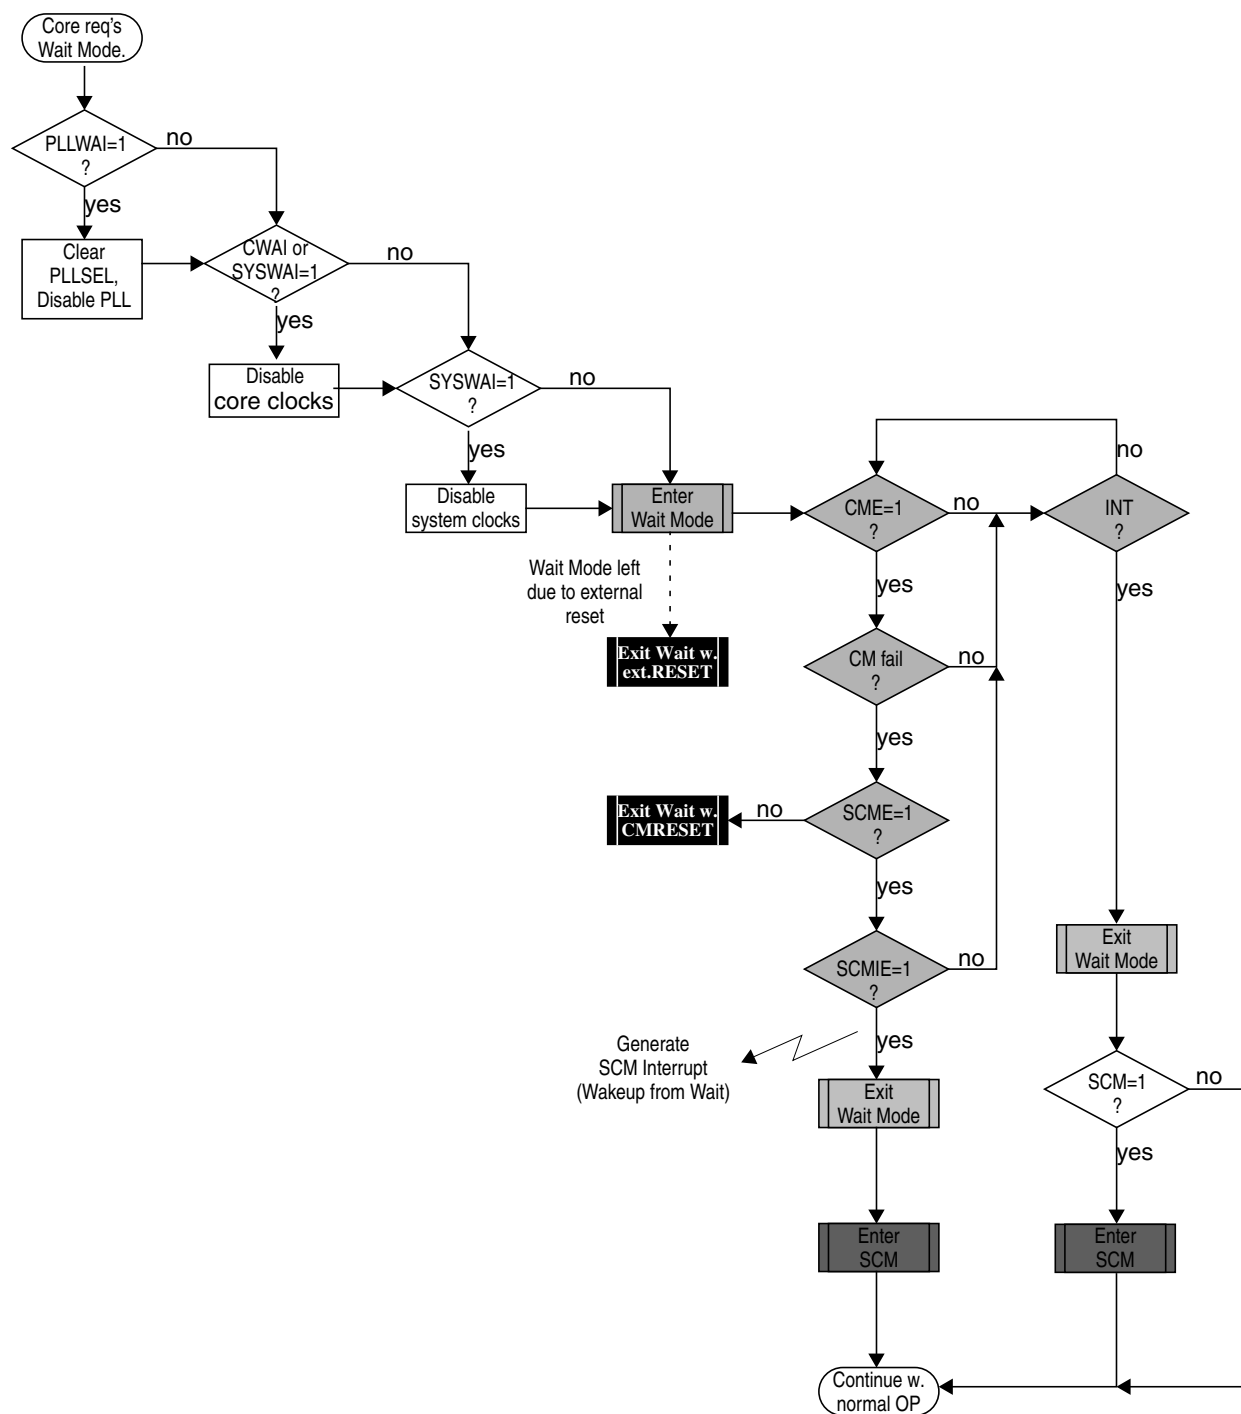 Core req's
Wait Mode.
PLLWAI=1
?
no
yes
Clear
PLLSEL,
Disable PLL
CWAI or
SYSWAI=1
?
no
yes
Disable
core clocks
SYSWAI=1
?
no
yes
Disable
system clocks
Enter
Wait Mode
Wait Mode left
due to external
reset
Exit Wait w.
ext.RESET
CME=1
?
no
yes
INT
?
no
yes
CM fail
?
no
yes
SCME=1
?
no
yes
Exit Wait w.
CMRESET
SCMIE=1
?
no
yes
Generate
SCM Interrupt
(Wakeup from Wait)
Exit
Wait Mode
Enter
SCM
Exit
Wait Mode
SCM=1
?
no
yes
Enter
SCM
Continue w.
normal OP